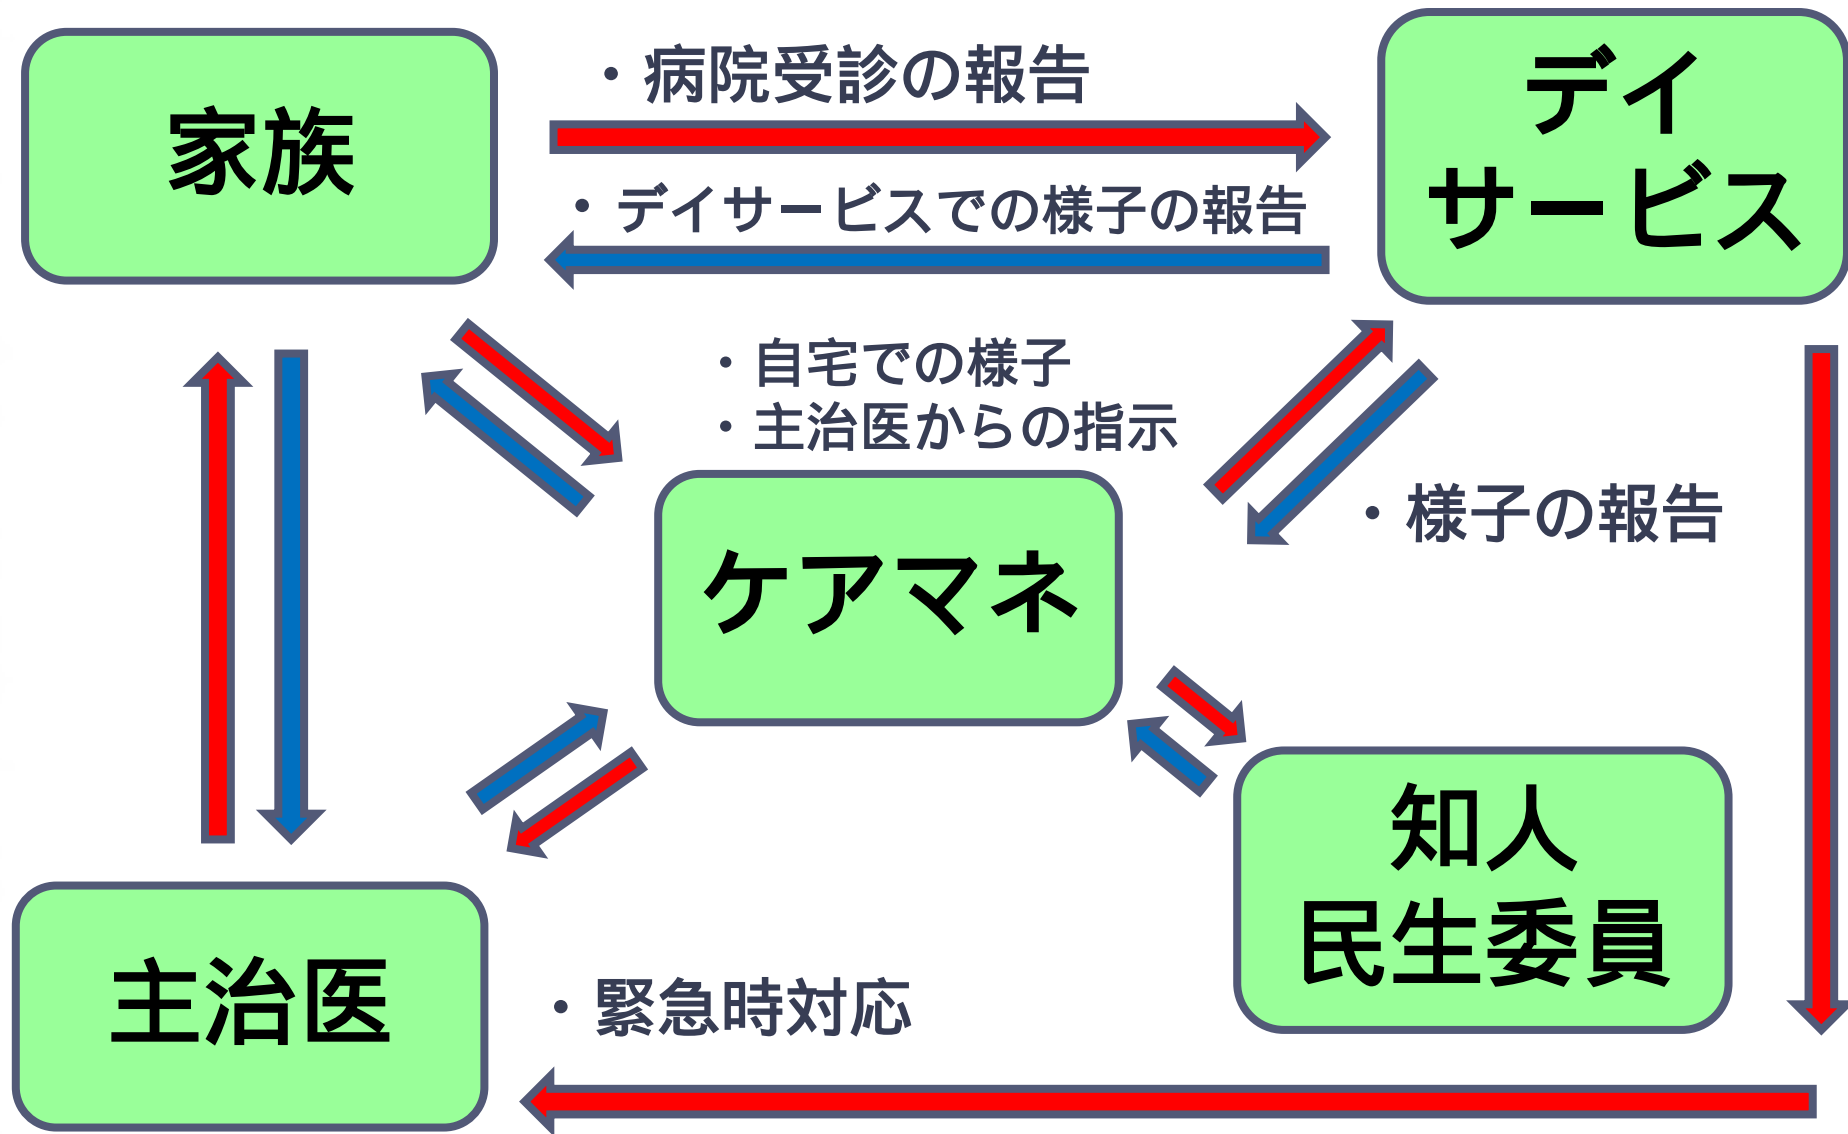 家族
・病院受診の報告
デイ
サービス
・デイサービスでの様子の報告
・自宅での様子
・主治医からの指示
・様子の報告
ケアマネ
知人
民生委員
主治医
・緊急時対応